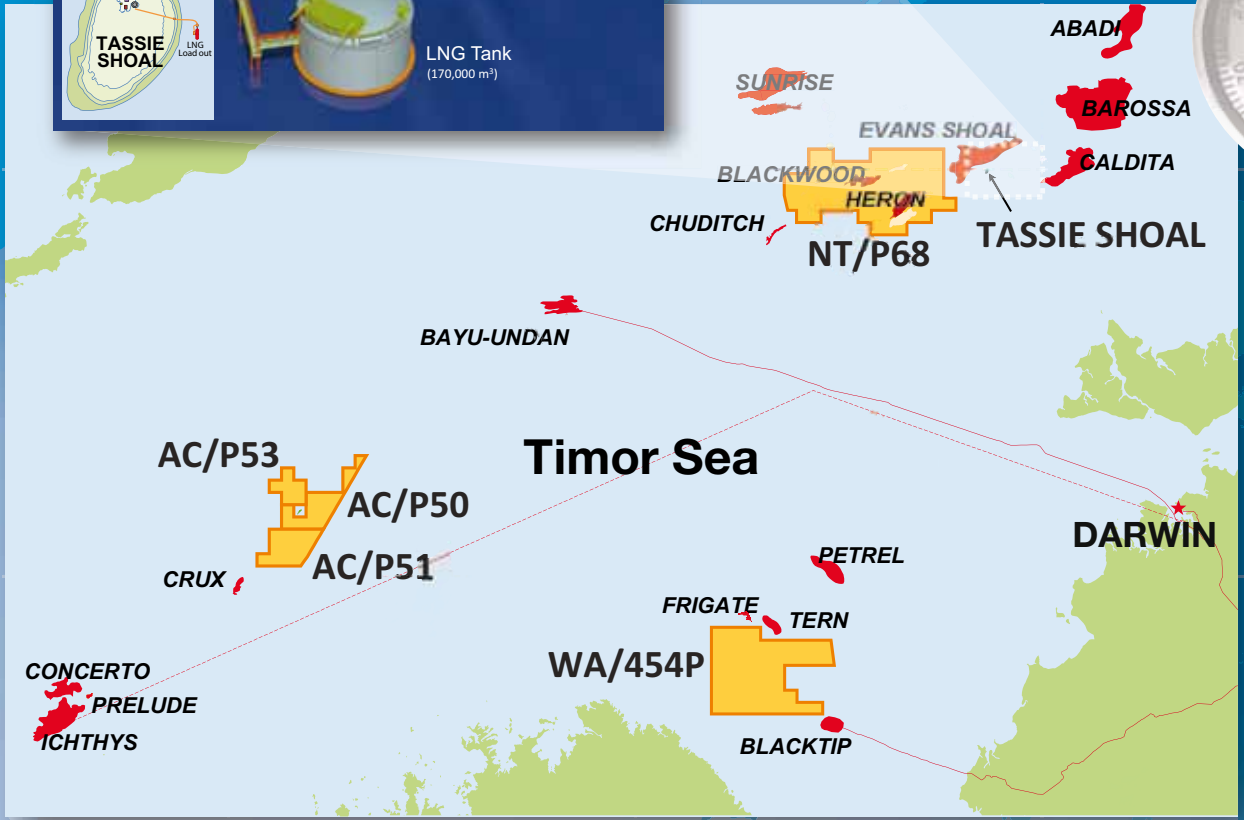 TASSIE
SHOAL
LNG
Load out
LNG Tank
(170,000 m³)
ABADI
SUNRISE
BAROSSA
EVANS SHOAL
CALDITA
BLACKWOOD
HERON
CHUDITCH
TASSIE SHOAL
NT/P68
BAYU-UNDAN
AC/P53
Timor Sea
AC/P50
DARWIN
AC/P51
PETREL
CRUX
FRIGATE
TERN
WA/454P
CONCERTO
PRELUDE
ICHTHYS
BLACKTIP